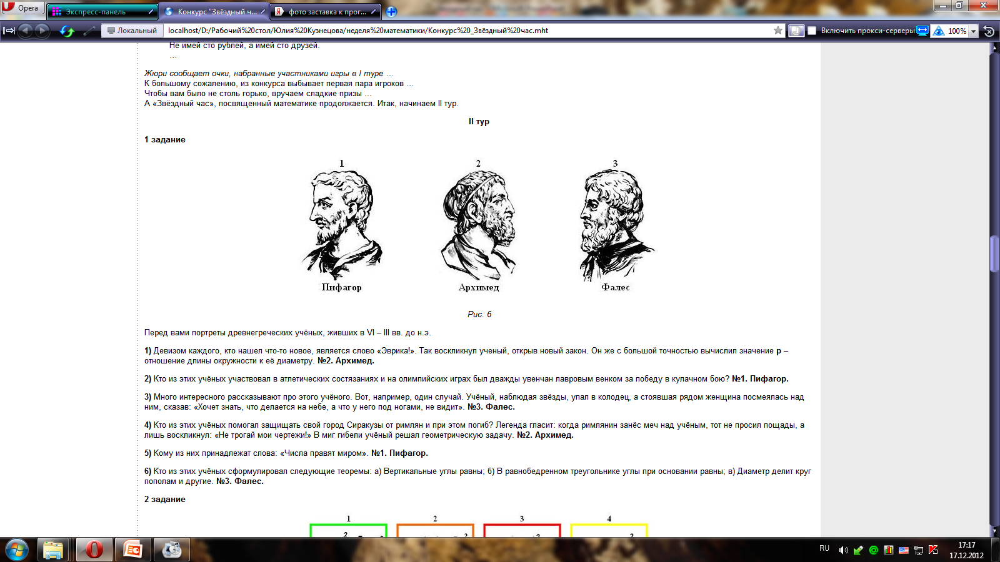 Opera
Экспресс-панель
Конкурс "Звёздный ч...
фото заставка к прог...
Локальный
localhost/D:/Рабочий%20стол/Юлия%20Кузнецова/неделя%20математики/Конкурс%20_Звёздный%20час.mht
Включить прокси-серверы
100%
Не имей сто рублей, а имей сто друзей.
…
Жюри сообщает очки, набранные участниками игры в I туре …
К большому сожалению, из конкурса выбывает первая пара игроков …
Чтобы вам было не столь горько, вручаем сладкие призы …
А «Звёздный час», посвященный математике продолжается. Итак, начинаем II тур.
II тур
1 задание
1 2 3
Пифагор Архимед Фалес
Рис. 6
Перед вами портреты древнегреческих учёных, живших в VI – III вв. до н.э.
1) Девизом каждого, кто нашел что-то новое, является слово «Эврика!». Так воскликнул ученый, открыв новый закон. Он же с большой точностью вычислил значение p –
отношение длины окружности к её диаметру. №2. Архимед.
2) Кто из этих учёных участвовал в атлетических состязаниях и на олимпийских играх был дважды увенчан лавровым венком за победу в кулачном бою? №1. Пифагор.
3) Много интересного рассказывают про этого учёного. Вот, например, один случай. Учёный, наблюдая звёзды, упал в колодец, а стоявшая рядом женщина посмеялась над
ним, сказав: «Хочет знать, что делается на небе, а что у него под ногами, не видит». №3. Фалес.
4) Кто из этих учёных помогал защищать свой город Сиракузы от римлян и при этом погиб? Легенда гласит: когда римлянин занёс меч над учёным, тот не просил пощады, а
лишь воскликнул: «Не трогай мои чертежи!» В миг гибели учёный решал геометрическую задачу. №2. Архимед.
5) Кому из них принадлежат слова: «Числа правят миром». №1. Пифагор.
6) Кто из этих учёных сформулировал следующие теоремы: а) Вертикальные углы равны; б) В равнобедренном треугольнике углы при основании равны; в) Диаметр делит круг
пополам и другие. №3. Фалес.
2 задание
1 2 3 4
RU
17:17
17.12.2012